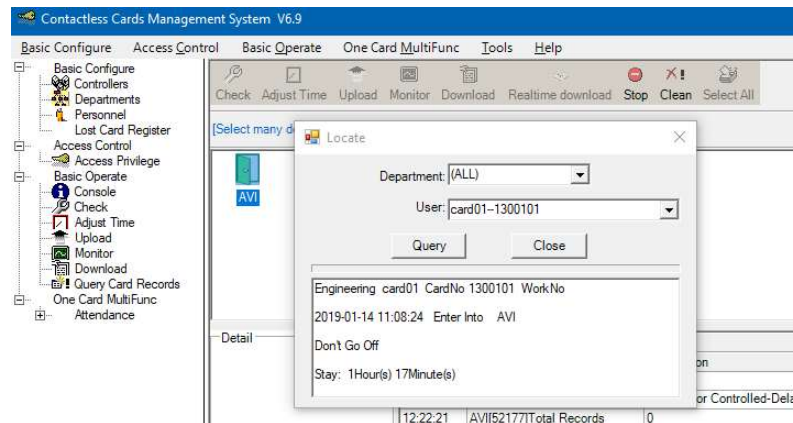 Contactless Cards Management System V6.9
Basic Configure Access Control Basic Operate One Card MultiFunc Tools Help
Check Adjust Time Upload Monitor Download Realtime download Stop Clean Select All
Basic Configure
Controllers
Departments
Personnel
Lost Card Register
Access Control
Access Privilege
Basic Operate
Console
Check
Adjust Time
Upload
Monitor
Download
Query Card Records
One Card MultiFunc
Attendance
[Select many
AVI
Detail
Locate
Department: (ALL)
User: card01--1300101
Query Close
Engineering card01 CardNo 1300101 WorkNo
2019-01-14 11:08:24 Enter Into AVI
Don't Go Off
Stay: 1Hour(s) 17Minute(s)
on
or Controlled-Dela
12:22:21 AVI[52177]Total Records 0